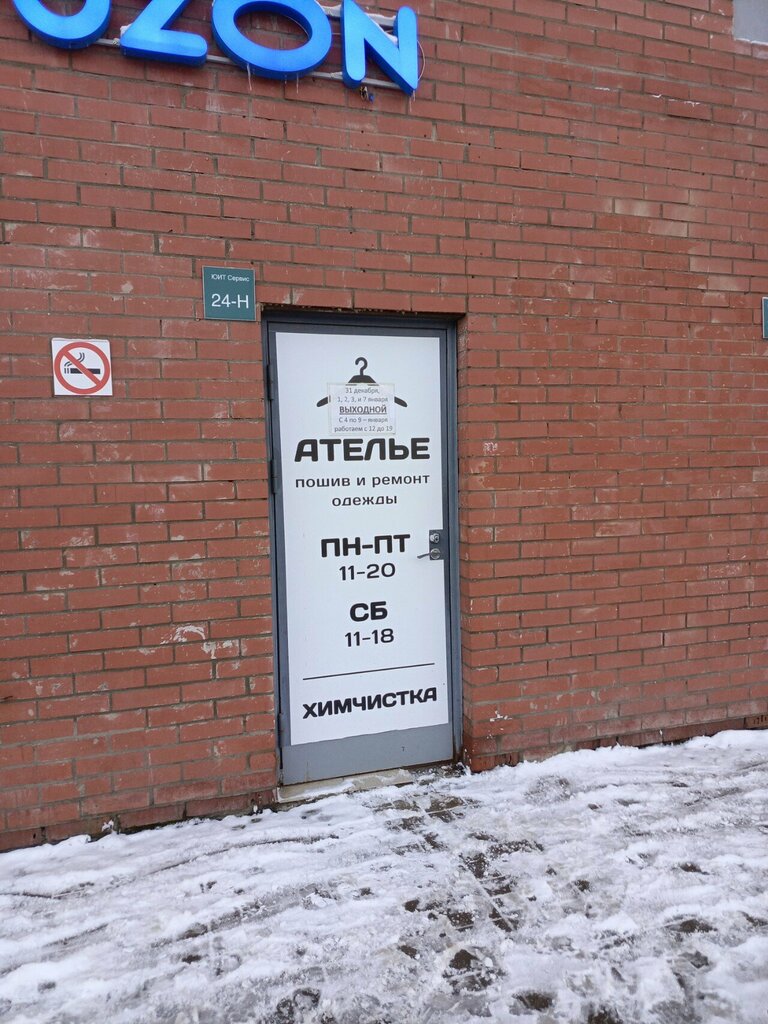 OZON
ЮИТ Сервис
24-Н
31 декабря,
1, 2, 3, и 7 января
ВЫХОДНОЙ
С 4 по 9 – января
работаем с 12 до 19
АТЕЛЬЕ
пошив и ремонт
одежды
ПН-ПТ
11-20
СБ
11-18
ХИМЧИСТКА